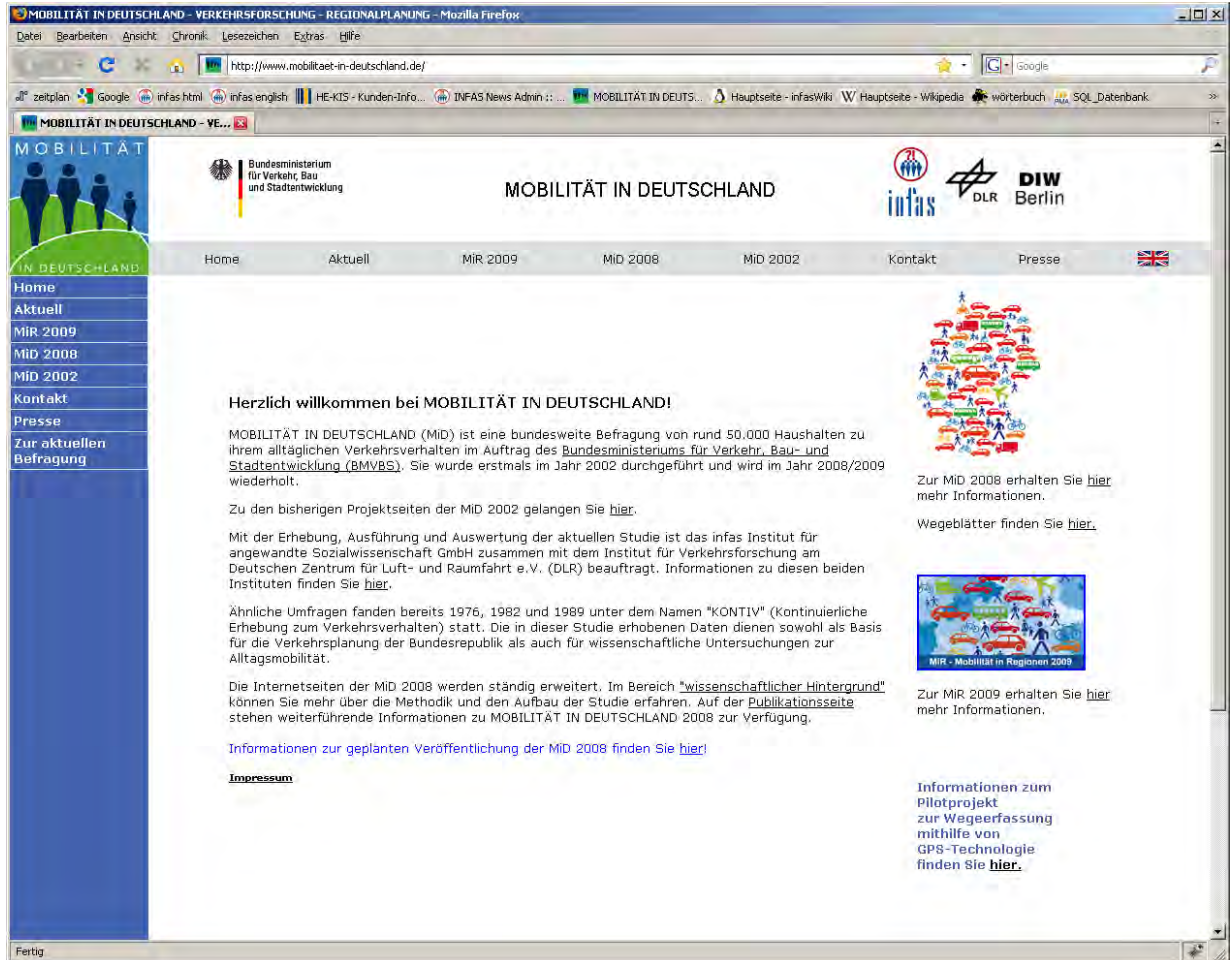 MOBILITÄT IN DEUTSCHLAND - VERKEHRSFORSCHUNG - REGIONALPLANUNG - Mozilla Firefox
Datei Bearbeiten Ansicht Chronik Lesezeichen Extras Hilfe
http://www.mobilitaet-in-deutschland.de/
Google
zeitplan Google infas html infas english HE-KIS - Kunden-Info... INFAS News Admin :: ... MOBILITÄT IN DEUTS... Hauptseite - infasWiki Hauptseite - Wikipedia wörterbuch SQL_Datenbank
MOBILITÄT IN DEUTSCHLAND - VE...
MOBILITÄT
IN DEUTSCHLAND
Bundesministerium
für Verkehr, Bau
und Stadtentwicklung
MOBILITÄT IN DEUTSCHLAND
infas
DLR
DIW
Berlin
Home Aktuell MiR 2009 MiD 2008 MiD 2002 Kontakt Presse
Home
Aktuell
MiR 2009
MiD 2008
MiD 2002
Kontakt
Presse
Zur aktuellen
Befragung
Herzlich willkommen bei MOBILITÄT IN DEUTSCHLAND!
MOBILITÄT IN DEUTSCHLAND (MiD) ist eine bundesweite Befragung von rund 50.000 Haushalten zu
ihrem alltäglichen Verkehrsverhalten im Auftrag des Bundesministeriums für Verkehr, Bau- und
Stadtentwicklung (BMVBS). Sie wurde erstmals im Jahr 2002 durchgeführt und wird im Jahr 2008/2009
wiederholt.
Zu den bisherigen Projektseiten der MiD 2002 gelangen Sie hier.
Mit der Erhebung, Ausführung und Auswertung der aktuellen Studie ist das infas Institut für
angewandte Sozialwissenschaft GmbH zusammen mit dem Institut für Verkehrsforschung am
Deutschen Zentrum für Luft- und Raumfahrt e.V. (DLR) beauftragt. Informationen zu diesen beiden
Instituten finden Sie hier.
Ähnliche Umfragen fanden bereits 1976, 1982 und 1989 unter dem Namen "KONTIV" (Kontinuierliche
Erhebung zum Verkehrsverhalten) statt. Die in dieser Studie erhobenen Daten dienen sowohl als Basis
für die Verkehrsplanung der Bundesrepublik als auch für wissenschaftliche Untersuchungen zur
Alltagsmobilität.
Die Internetseiten der MiD 2008 werden ständig erweitert. Im Bereich "wissenschaftlicher Hintergrund"
können Sie mehr über die Methodik und den Aufbau der Studie erfahren. Auf der Publikationsseite
stehen weiterführende Informationen zu MOBILITÄT IN DEUTSCHLAND 2008 zur Verfügung.
Informationen zur geplanten Veröffentlichung der MiD 2008 finden Sie hier!
Impressum
Zur MiD 2008 erhalten Sie hier
mehr Informationen.
Wegeblätter finden Sie hier.
MiR - Mobilität in Regionen 2009
Zur MiR 2009 erhalten Sie hier
mehr Informationen.
Informationen zum
Pilotprojekt
zur Wegeerfassung
mithilfe von
GPS-Technologie
finden Sie hier.
Fertig